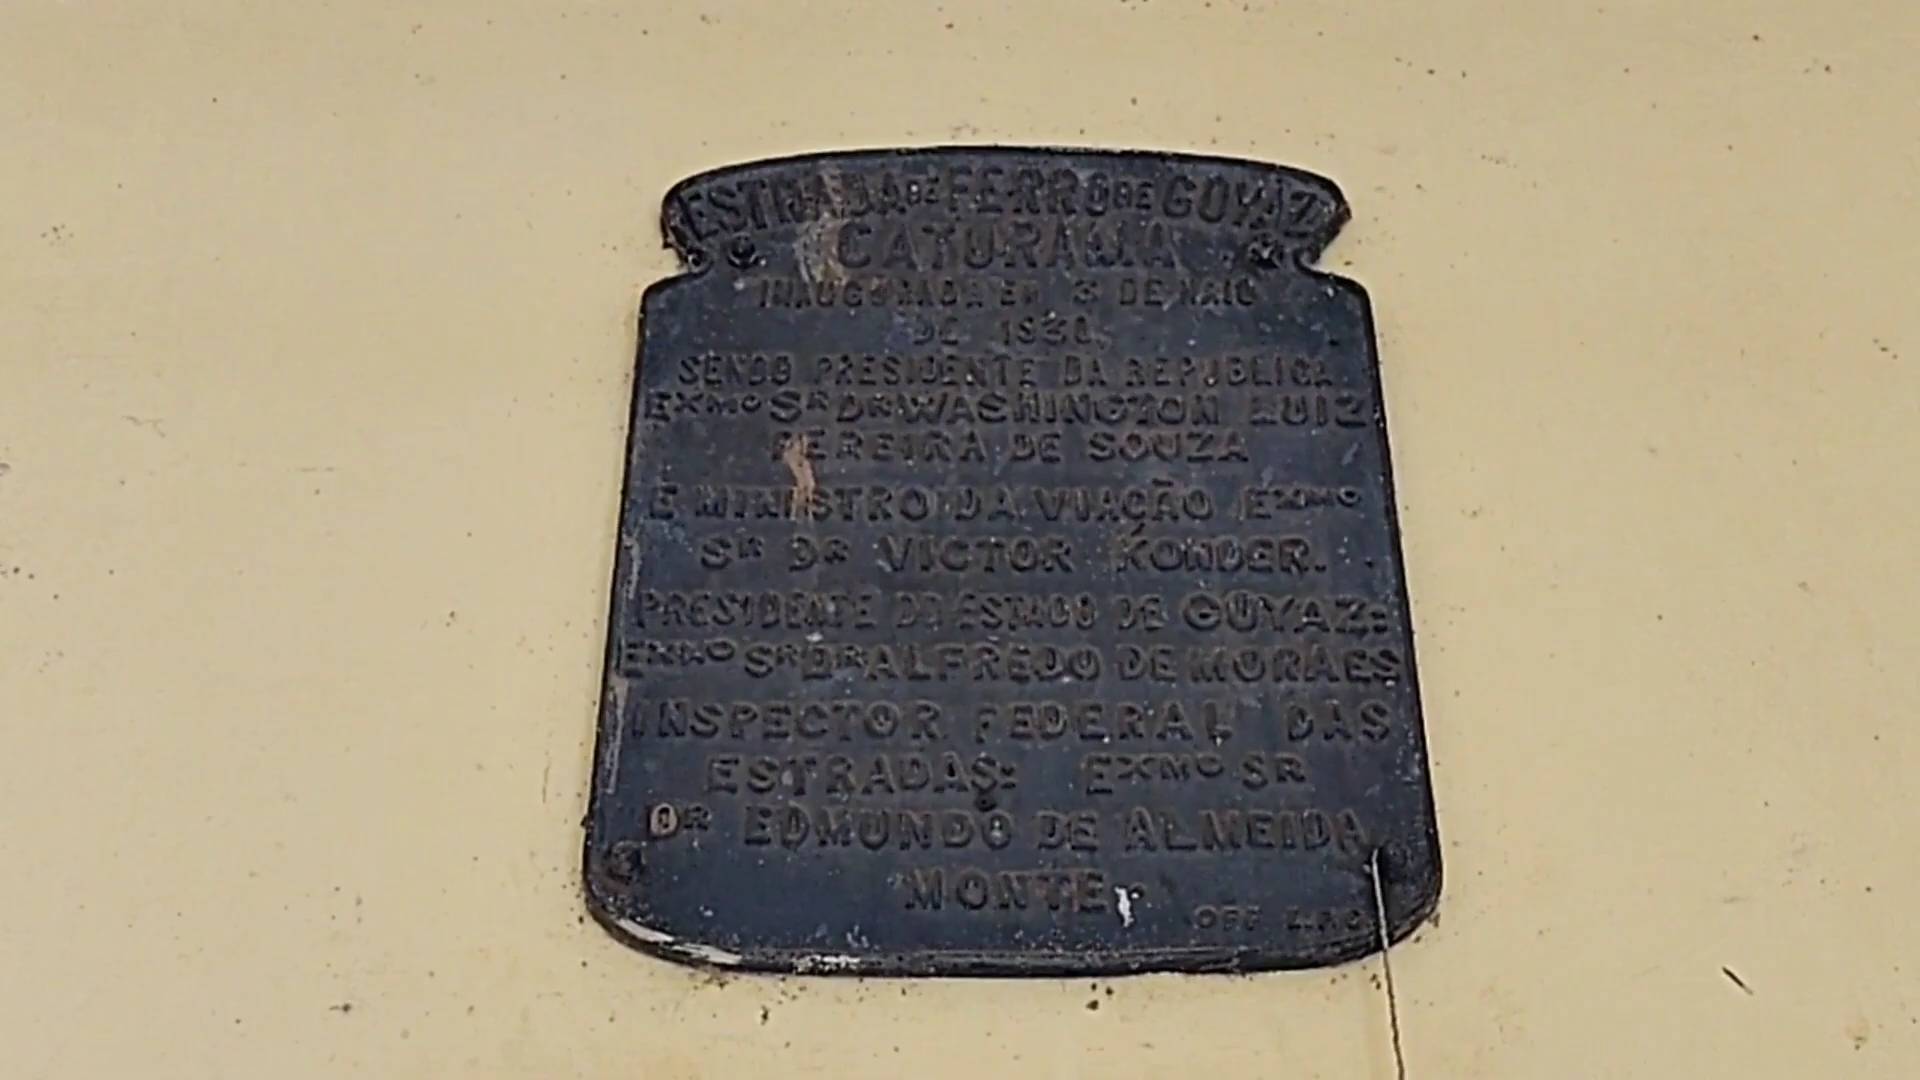 ESTRADA DE FERRO DE GOYAZ
CATURAMA
INAUGURADA EM 3 DE MAIO
DE 1930
SENDO PRESIDENTE DA REPUBLICA
EXMO SR DR WASHINGTON LUIZ
PEREIRA DE SOUZA
E MINISTRO DA VIAÇÃO EXMO
SR DR VICTOR KONDER.
PRESIDENTE DO ESTADO DE GOYAZ:
EXMO SR DR ALFREDO DE MORAES
INSPECTOR FEDERAL DAS
ESTRADAS: EXMO SR
DR EDMUNDO DE ALMEIDA
MONTE
OFF